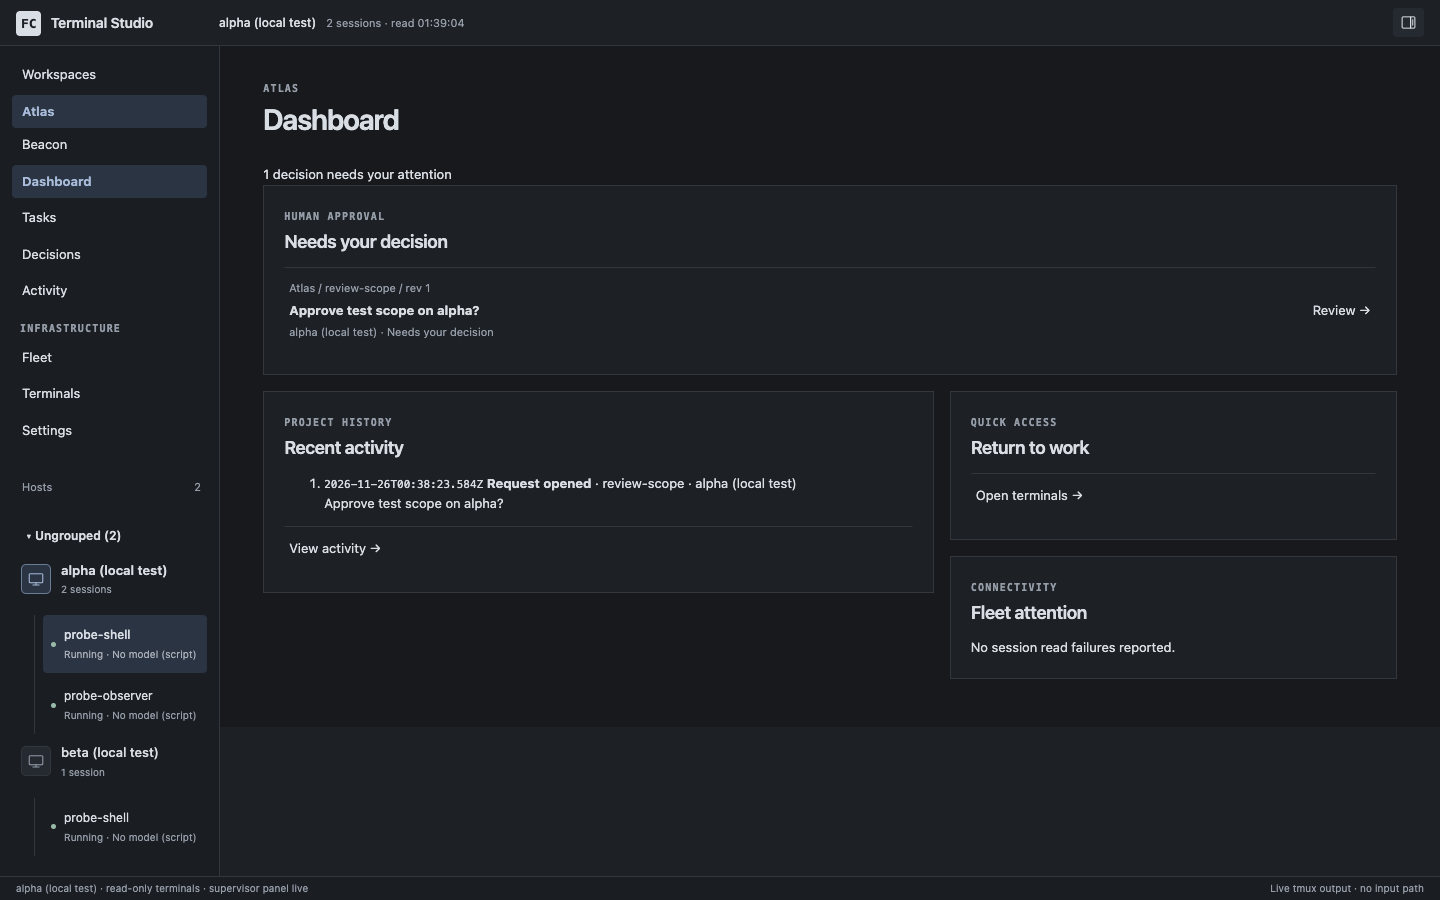 FC Terminal Studio
alpha (local test) 2 sessions · read 01:39:04
Workspaces
Atlas
Beacon
Dashboard
Tasks
Decisions
Activity
INFRASTRUCTURE
Fleet
Terminals
Settings
Hosts 2
▾ Ungrouped (2)
alpha (local test)
2 sessions
probe-shell
Running · No model (script)
probe-observer
Running · No model (script)
beta (local test)
1 session
probe-shell
Running · No model (script)
ATLAS
Dashboard
1 decision needs your attention
HUMAN APPROVAL
Needs your decision
Atlas / review-scope / rev 1
Approve test scope on alpha?
alpha (local test) · Needs your decision
Review →
PROJECT HISTORY
Recent activity
1. 2026-11-26T00:38:23.584Z Request opened · review-scope · alpha (local test)
Approve test scope on alpha?
View activity →
QUICK ACCESS
Return to work
Open terminals →
CONNECTIVITY
Fleet attention
No session read failures reported.
alpha (local test) · read-only terminals · supervisor panel live
Live tmux output · no input path